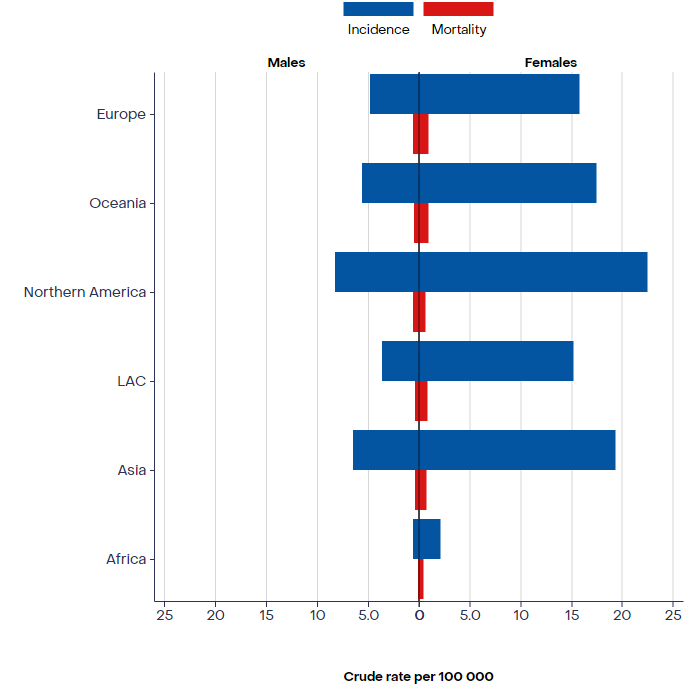 Incidence Mortality
Males Females
Europe
Oceania
Northern America
LAC
Asia
Africa
25 20 15 10 5.0 0 5.0 10 15 20 25
Crude rate per 100 000